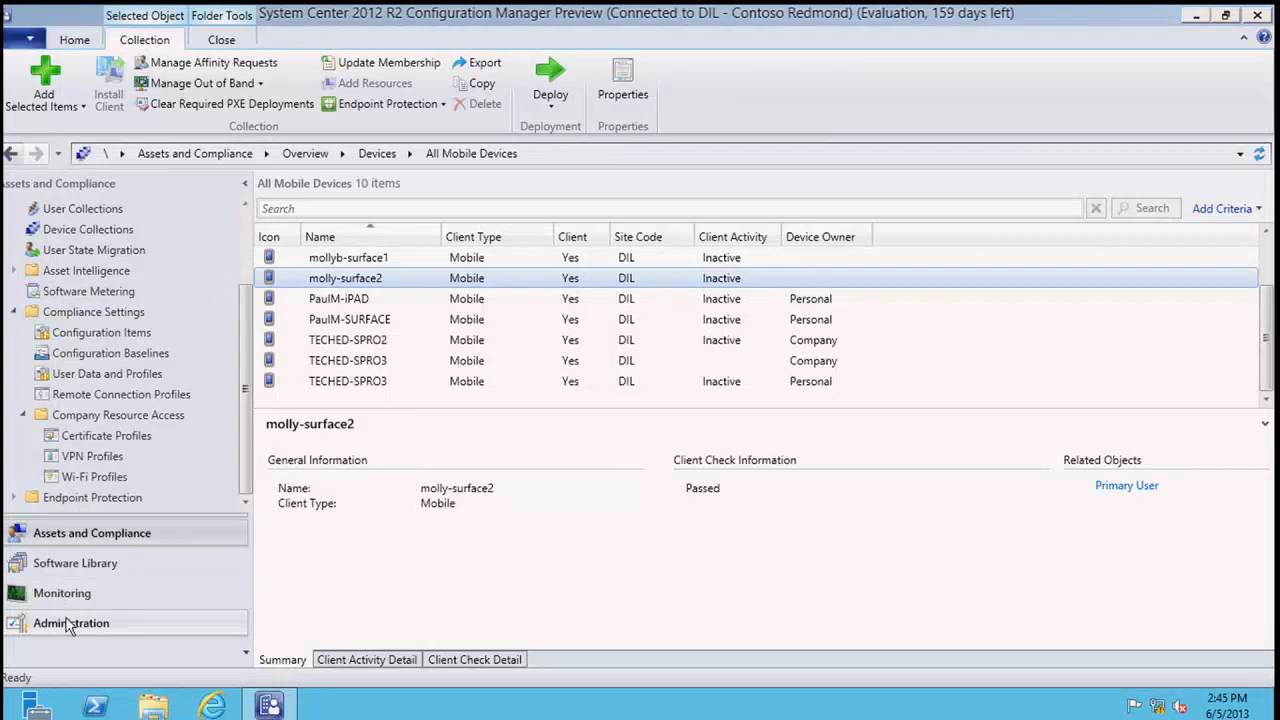 Selected Object Folder Tools System Center 2012 R2 Configuration Manager Preview (Connected to DIL - Contoso Redmond) (Evaluation, 159 days left)
Home Collection Close
Add Selected Items
Install Client
Manage Affinity Requests
Manage Out of Band
Clear Required PXE Deployments
Update Membership
Add Resources
Endpoint Protection
Export
Copy
Delete
Deploy
Properties
Collection Deployment Properties
\ Assets and Compliance Overview Devices All Mobile Devices
ssets and Compliance
User Collections
Device Collections
User State Migration
Asset Intelligence
Software Metering
Compliance Settings
Configuration Items
Configuration Baselines
User Data and Profiles
Remote Connection Profiles
Company Resource Access
Certificate Profiles
VPN Profiles
Wi-Fi Profiles
Endpoint Protection
Assets and Compliance
Software Library
Monitoring
Administration
All Mobile Devices 10 items
Search Search Add Criteria
Icon Name Client Type Client Site Code Client Activity Device Owner
mollyb-surface1 Mobile Yes DIL Inactive
molly-surface2 Mobile Yes DIL Inactive
PaulM-iPAD Mobile Yes DIL Inactive Personal
PaulM-SURFACE Mobile Yes DIL Inactive Personal
TECHED-SPRO2 Mobile Yes DIL Inactive Company
TECHED-SPRO3 Mobile Yes DIL Company
TECHED-SPRO3 Mobile Yes DIL Inactive Personal
molly-surface2
General Information Client Check Information Related Objects
Name: molly-surface2 Passed Primary User
Client Type: Mobile
Summary Client Activity Detail Client Check Detail
Ready
2:45 PM
6/5/2013